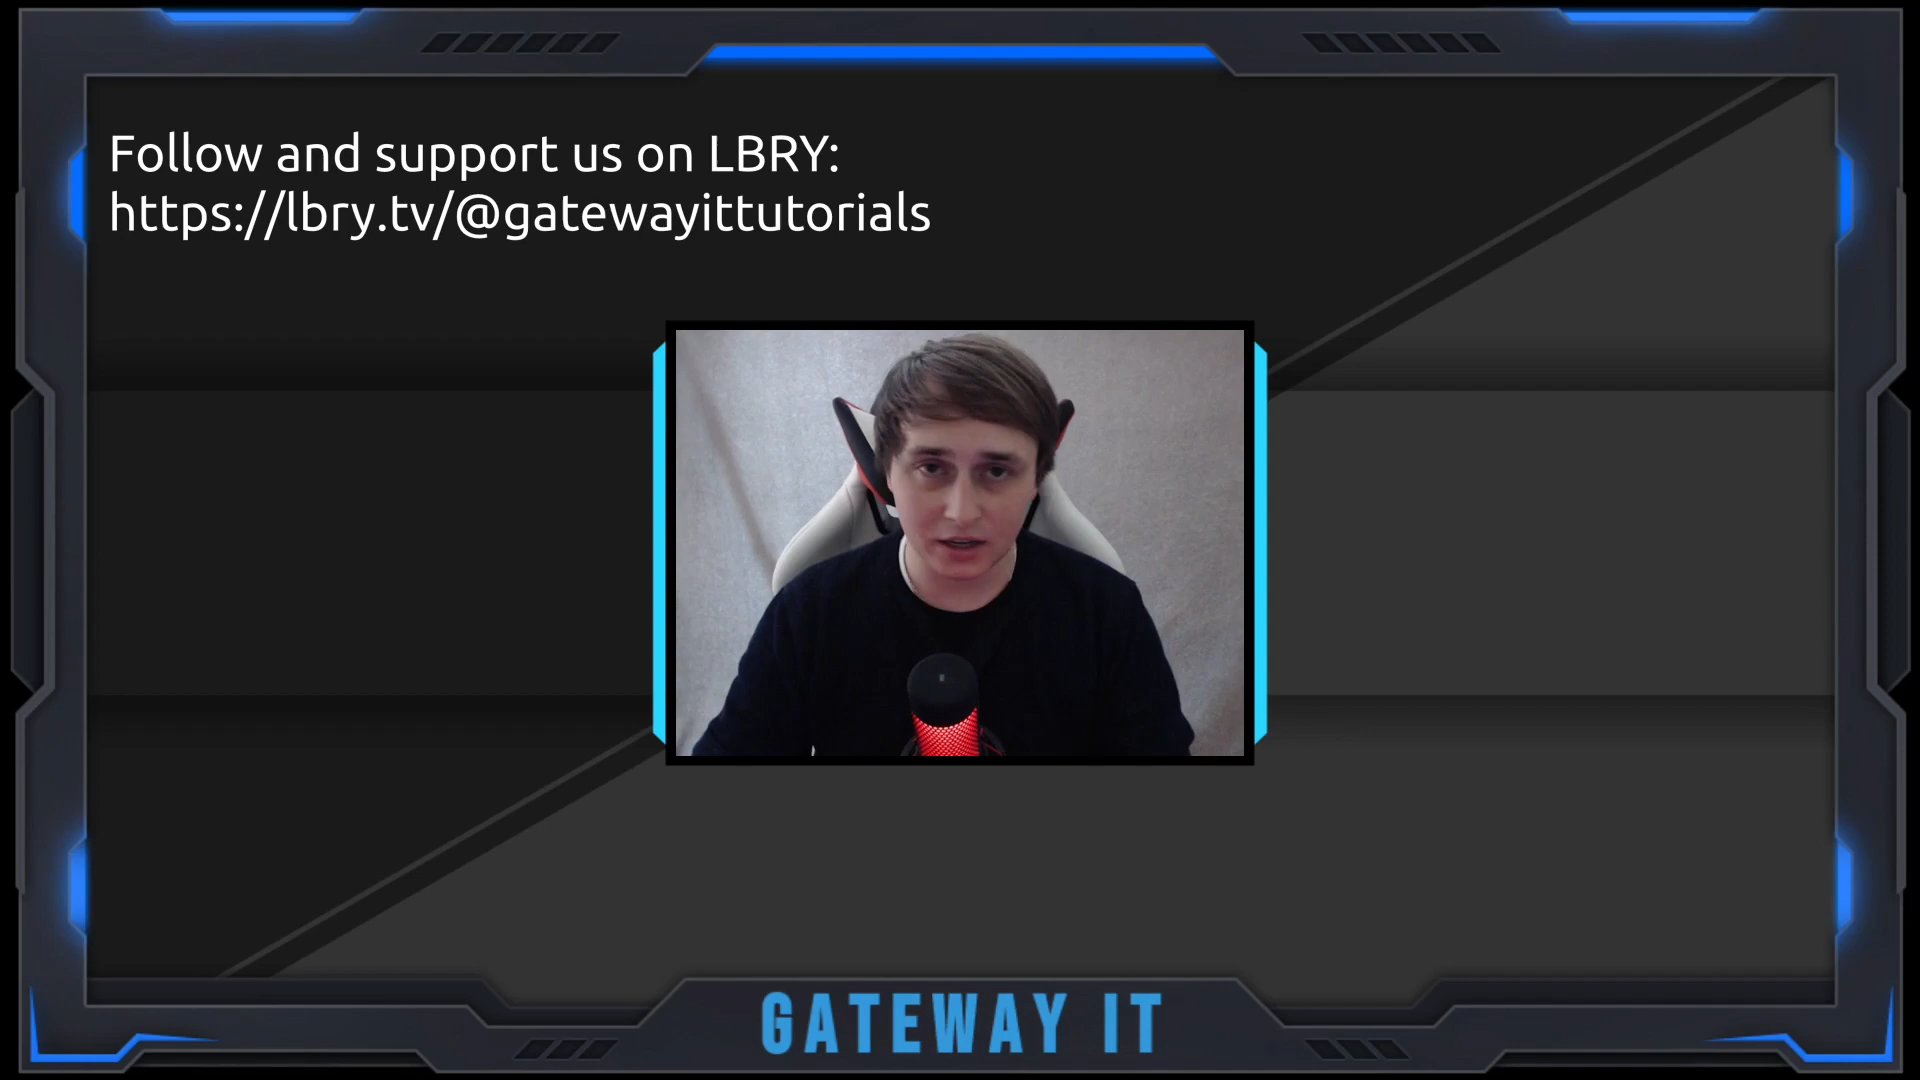 Follow and support us on LBRY:
https://lbry.tv/@gatewayittutorials
GATEWAY IT